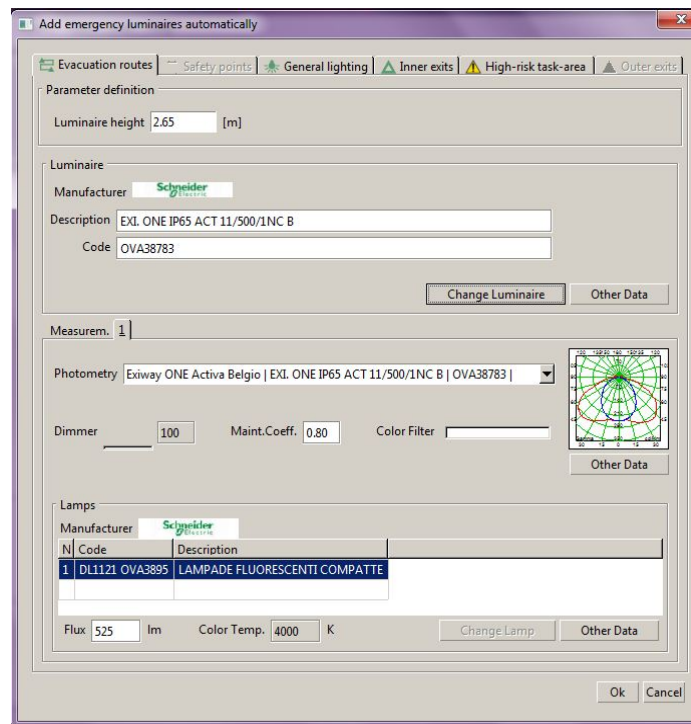 Add emergency luminaires automatically
Evacuation routes Safety points General lighting Inner exits High-risk task-area Outer exits
Parameter definition
Luminaire height 2.65 [m]
Luminaire
Manufacturer Schneider Electric
Description EXI. ONE IP65 ACT 11/500/1NC B
Code OVA38783
Change Luminaire Other Data
Measurem. 1
Photometry Exiway ONE Activa Belgio | EXI. ONE IP65 ACT 11/500/1NC B | OVA38783 |
Dimmer 100 Maint.Coeff. 0.80 Color Filter
Other Data
Lamps
Manufacturer Schneider Electric
N Code Description
1 DL1121 OVA3895 LAMPADE FLUORESCENTI COMPATTE
Flux 525 lm Color Temp. 4000 K Change Lamp Other Data
Ok Cancel